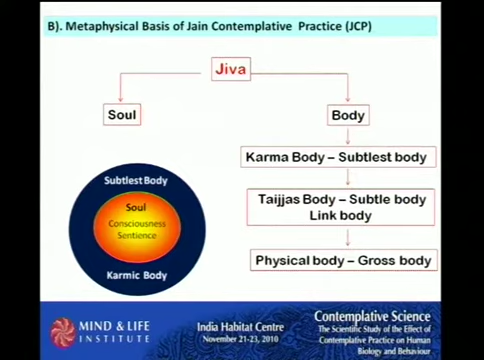 B). Metaphysical Basis of Jain Contemplative Practice (JCP)
Jiva
Soul
Body
Karma Body – Subtlest body
Taijjas Body – Subtle body
Link body
Physical body – Gross body
Subtlest Body
Soul
Consciousness
Sentience
Karmic Body
MIND & LIFE
INSTITUTE
India Habitat Centre
November 21-23, 2010
Contemplative Science
The Scientific Study of the Effect of
Contemplative Practice on Human
Biology and Behaviour